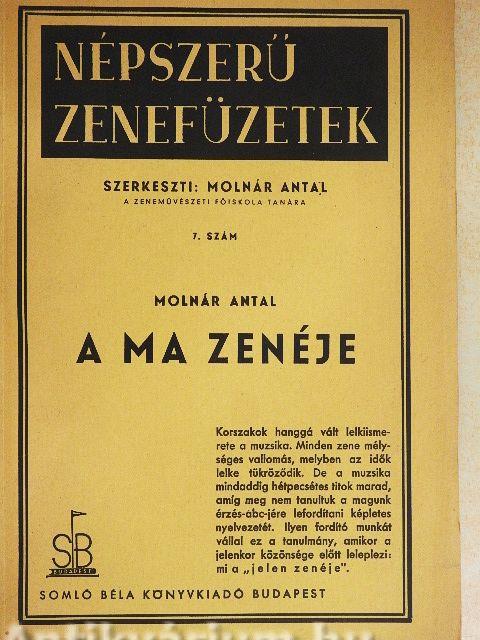 NÉPSZERŰ
ZENEFÜZETEK
SZERKESZTI: MOLNÁR ANTAL
A ZENEMŰVÉSZETI FŐISKOLA TANÁRA
7. SZÁM
MOLNÁR ANTAL
A MA ZENÉJE
Korszakok hanggá vált lelkiisme-
rete a muzsika. Minden zene mély-
séges vallomás, melyben az idők
lelke tükröződik. De a muzsika
mindaddig hétpecsétes titok marad,
amíg meg nem tanultuk a magunk
érzés-abc-jére lefordítani képletes
nyelvezetét. Ilyen fordító munkát
vállal ez a tanulmány, amikor a
jelenkor közönsége előtt leleplezi:
mi a „jelen zenéje".
SB
BUDAPEST
SOMLÓ BÉLA KÖNYVKIADÓ BUDAPEST